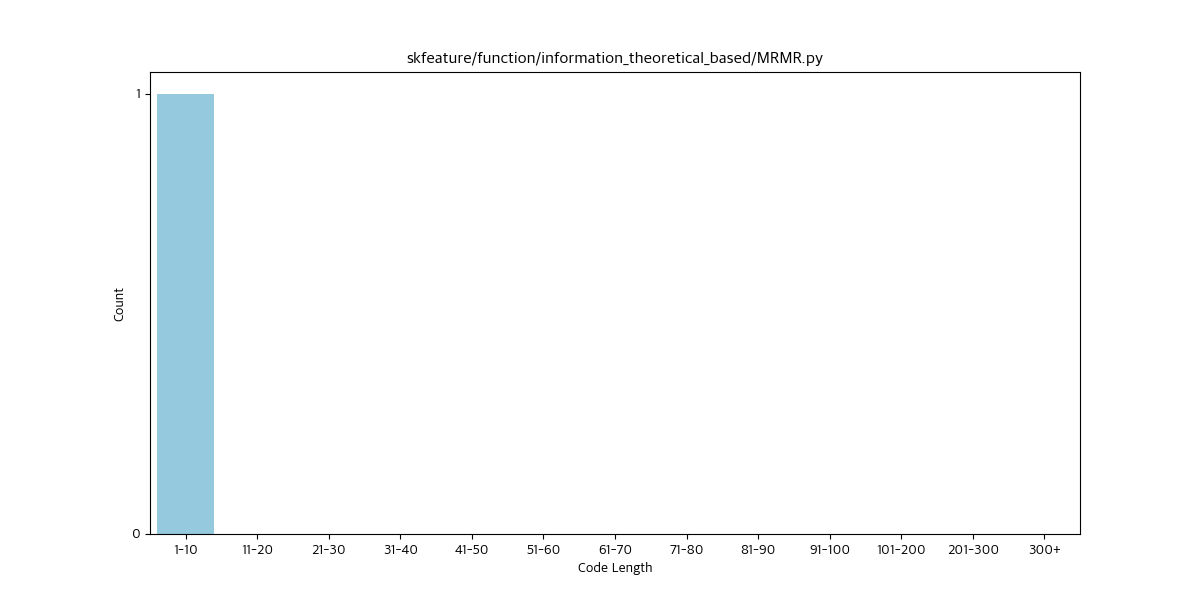 skfeature/function/information_theoretical_based/MRMR.py
1
Count
0
1-10 11-20 21-30 31-40 41-50 51-60 61-70 71-80 81-90 91-100 101-200 201-300 300+
Code Length